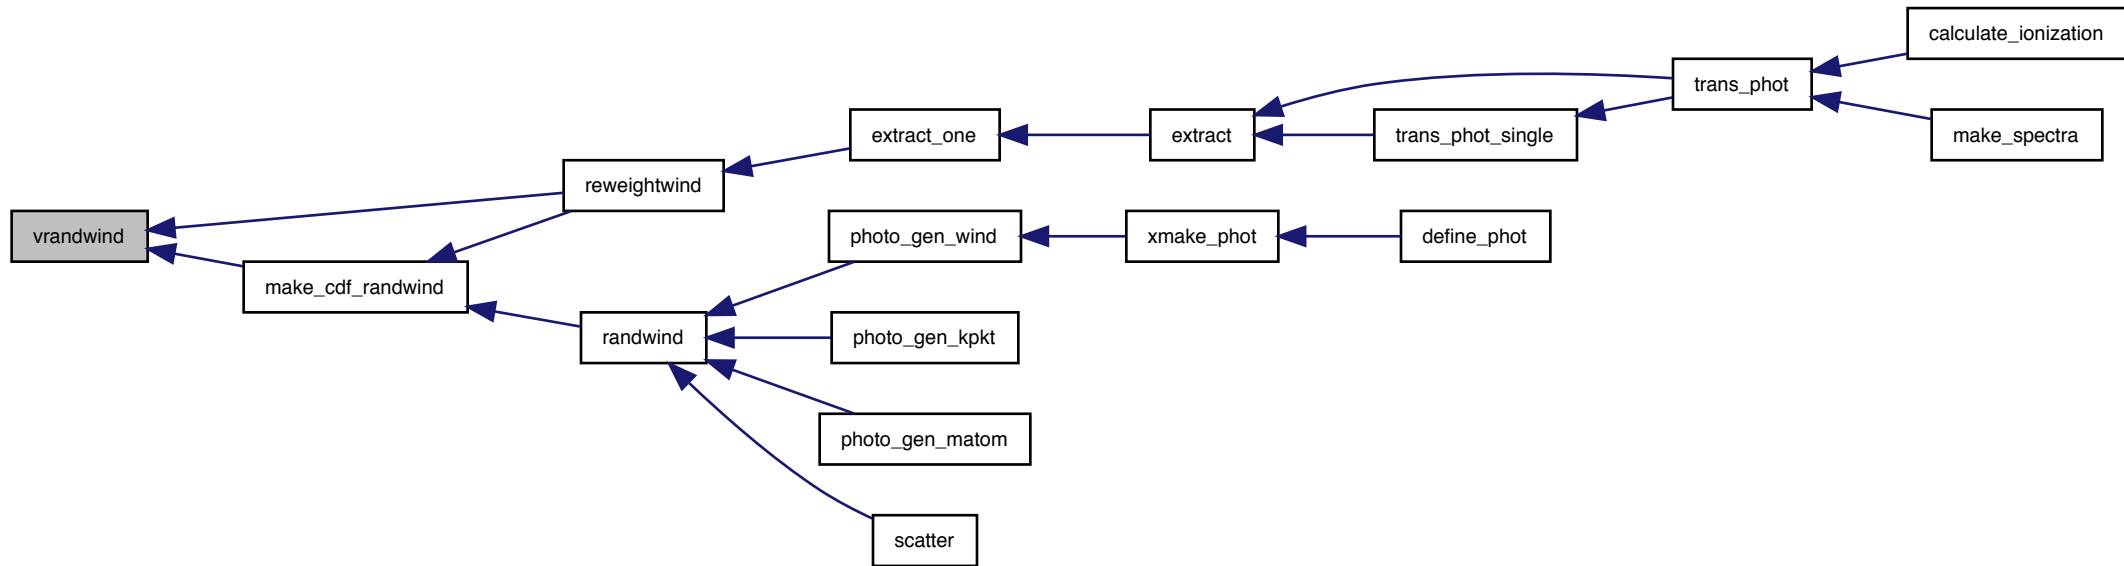 calculate_ionization
trans_phot
extract_one
extract
trans_phot_single
make_spectra
reweightwind
vrandwind
photo_gen_wind
xmake_phot
define_phot
make_cdf_randwind
randwind
photo_gen_kpkt
photo_gen_matom
scatter